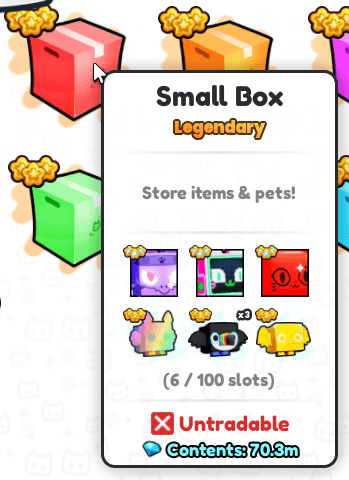 Small Box
Legendary
Store items & pets!
x3
(6 / 100 slots)
Untradable
Contents: 70.3m